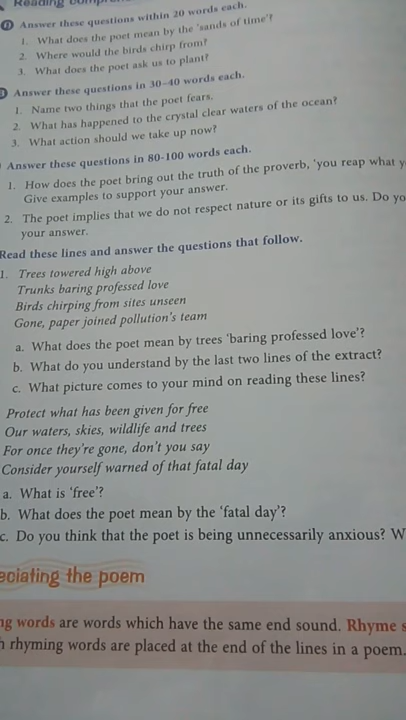 Reading
Answer these questions within 20 words each.
1. What does the poet mean by the 'sands of time'?
2. Where would the birds chirp from?
3. What does the poet ask us to plant?
B Answer these questions in 30–40 words each.
1. Name two things that the poet fears.
2. What has happened to the crystal clear waters of the ocean?
3. What action should we take up now?
Answer these questions in 80-100 words each.
1. How does the poet bring out the truth of the proverb, 'you reap what
Give examples to support your answer.
2. The poet implies that we do not respect nature or its gifts to us. Do
your answer.
Read these lines and answer the questions that follow.
1. Trees towered high above
Trunks baring professed love
Birds chirping from sites unseen
Gone, paper joined pollution's team
a. What does the poet mean by trees 'baring professed love'?
b. What do you understand by the last two lines of the extract?
c. What picture comes to your mind on reading these lines?
Protect what has been given for free
Our waters, skies, wildlife and trees
For once they're gone, don't you say
Consider yourself warned of that fatal day
a. What is 'free'?
b. What does the poet mean by the 'fatal day'?
c. Do you think that the poet is being unnecessarily anxious?
eciating the poem
ng words are words which have the same end sound. Rhyme
rhyming words are placed at the end of the lines in a poem.